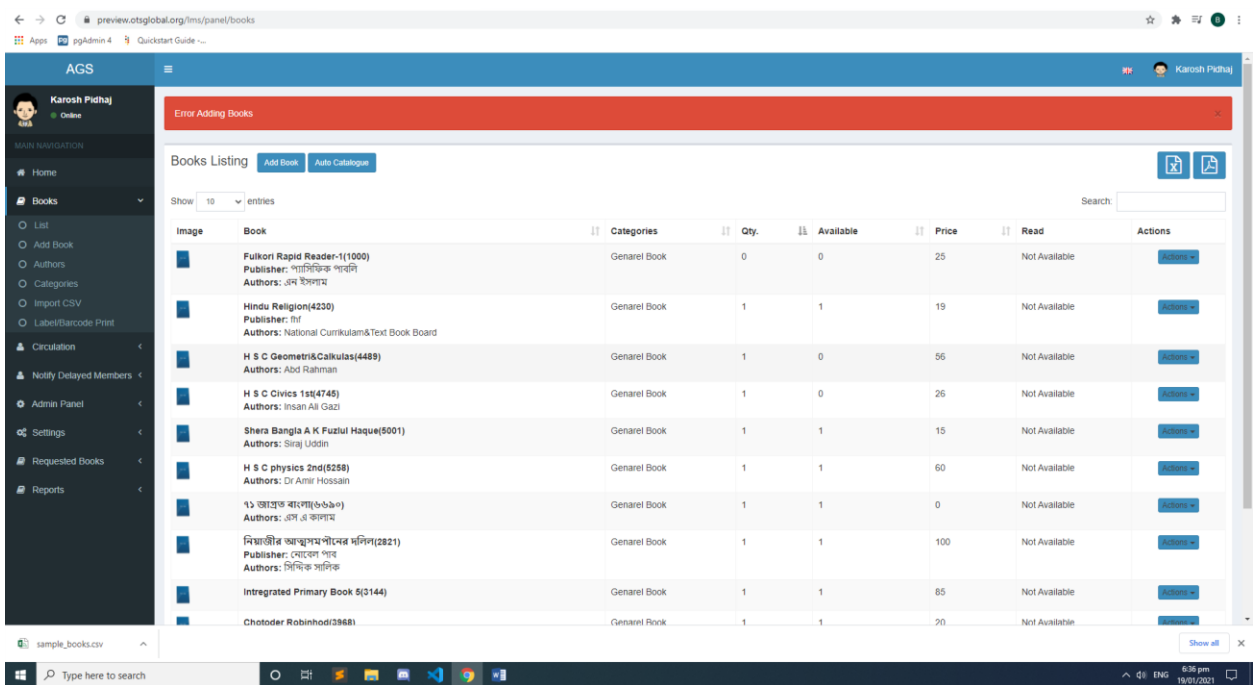 preview.otsglobal.org/lms/panel/books
B
Apps pgAdmin 4 Quickstart Guide -...
AGS
Karosh Pidhaj
Karosh Pidhaj
Online
Error Adding Books
×
MAIN NAVIGATION
Home
Books
List
Add Book
Authors
Categories
Import CSV
Label/Barcode Print
Circulation
Notify Delayed Members
Admin Panel
Settings
Requested Books
Reports
Books Listing Add Book Auto Catalogue
Show 10 entries Search:
Image Book Categories Qty. Available Price Read Actions
Fulkori Rapid Reader-1(1000) Genarel Book 0 0 25 Not Available Actions
Publisher: প্যাসিফিক পাবলি
Authors: এন ইসলাম
Hindu Religion(4230) Genarel Book 1 1 19 Not Available Actions
Publisher: fhf
Authors: National Currikulam&Text Book Board
H S C Geometri&Calkulas(4489) Genarel Book 1 0 56 Not Available Actions
Authors: Abd Rahman
H S C Civics 1st(4745) Genarel Book 1 0 26 Not Available Actions
Authors: Insan Ali Gazi
Shera Bangla A K Fuzlul Haque(5001) Genarel Book 1 1 15 Not Available Actions
Authors: Siraj Uddin
H S C physics 2nd(5258) Genarel Book 1 1 60 Not Available Actions
Authors: Dr Amir Hossain
৭১ জাগ্রত বাংলা(৬৬৯০) Genarel Book 1 1 0 Not Available Actions
Authors: এস এ কালাম
নিয়াজীর আত্মসমর্পনের দলিল(2821) Genarel Book 1 1 100 Not Available Actions
Publisher: নোবেল পাব
Authors: সিদ্দিক সালিক
Intregrated Primary Book 5(3144) Genarel Book 1 1 85 Not Available Actions
Chotoder Robinhod(3968) Genarel Book 1 1 20 Not Available Actions
sample_books.csv Show all
Type here to search
ENG 6:36 pm
19/01/2021